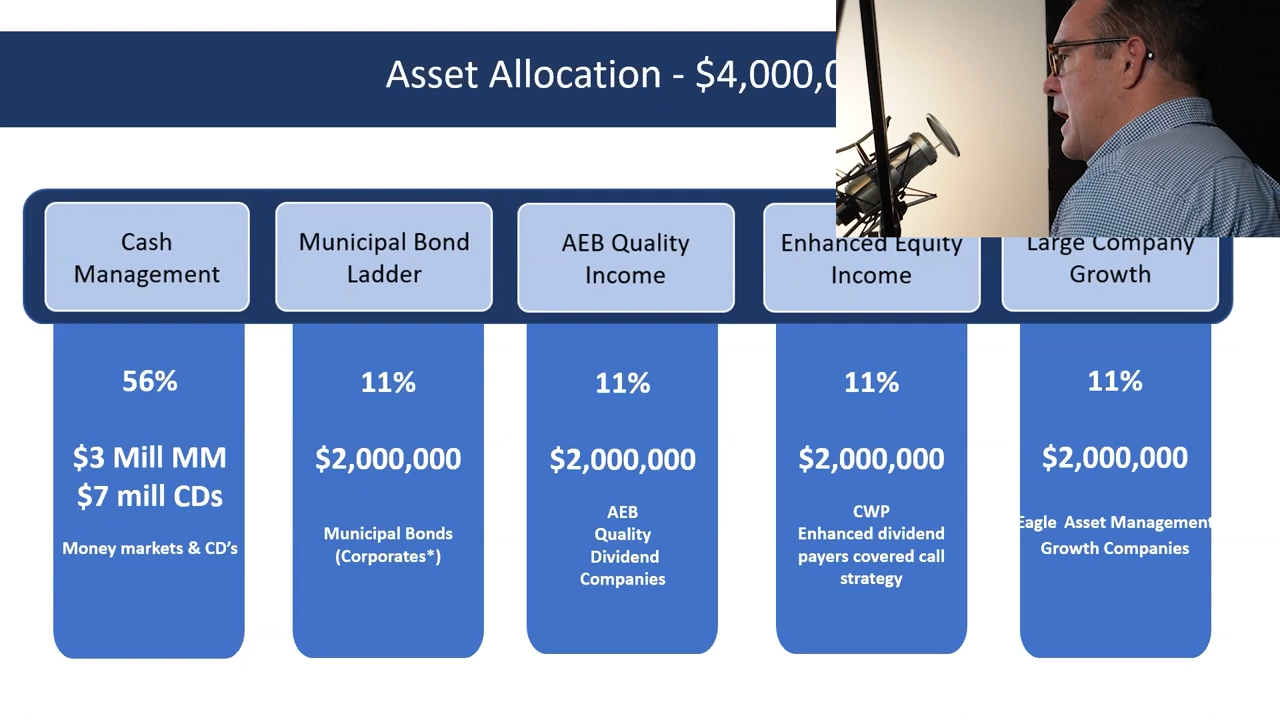 Asset Allocation - $4,000,0
Cash
Management
Municipal Bond
Ladder
AEB Quality
Income
Enhanced Equity
Income
Large Company
Growth
56%
$3 Mill MM
$7 mill CDs
Money markets & CD’s
11%
$2,000,000
Municipal Bonds
(Corporates*)
11%
$2,000,000
AEB
Quality
Dividend
Companies
11%
$2,000,000
CWP
Enhanced dividend
payers covered call
strategy
11%
$2,000,000
Eagle Asset Management
Growth Companies